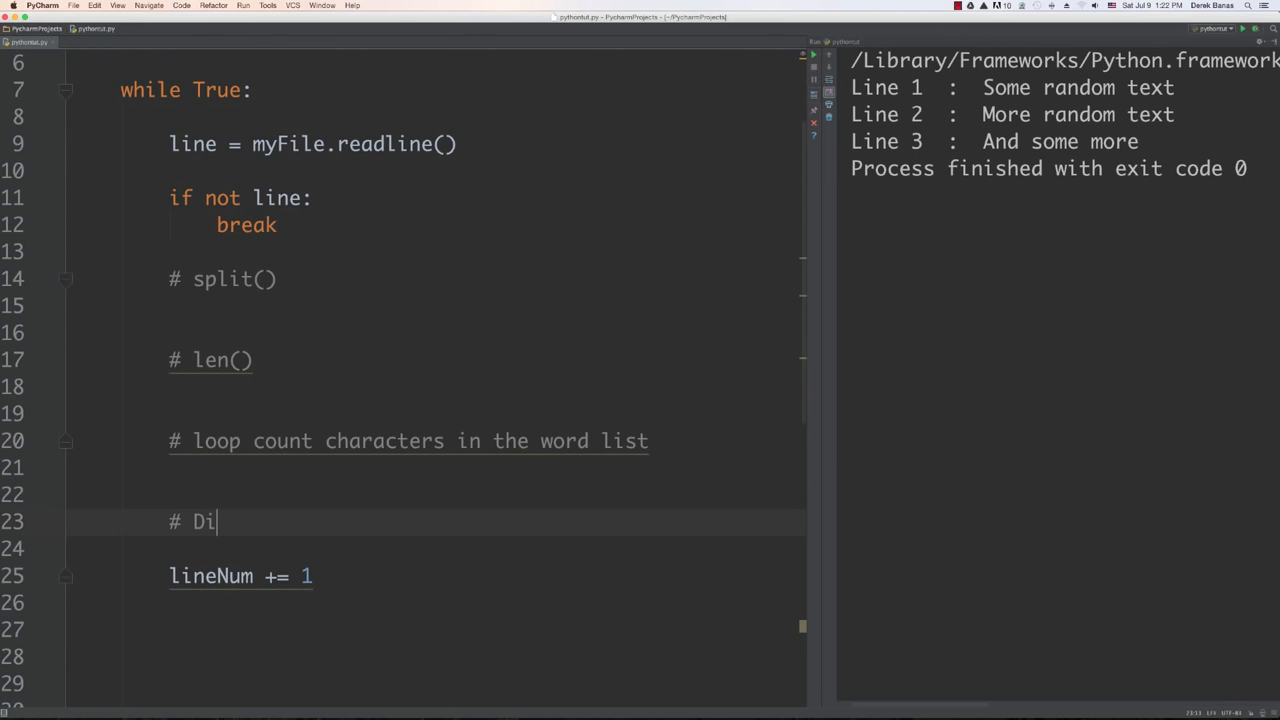 PyCharm File Edit View Navigate Code Refactor Run Tools VCS Window Help
10 Sat Jul 9 1:22 PM Derek Banas
pythontut.py - PycharmProjects - [~/PycharmProjects]
PycharmProjects pythontut.py pythontut
pythontut.py
Run pythontut
6
7 while True:
8
9 line = myFile.readline()
10
11 if not line:
12 break
13
14 # split()
15
16
17 # len()
18
19
20 # loop count characters in the word list
21
22
23 # Di
24
25 lineNum += 1
26
27
28
29
/Library/Frameworks/Python.framework
Line 1 : Some random text
Line 2 : More random text
Line 3 : And some more
Process finished with exit code 0
23:13 LF÷ UTF-8÷